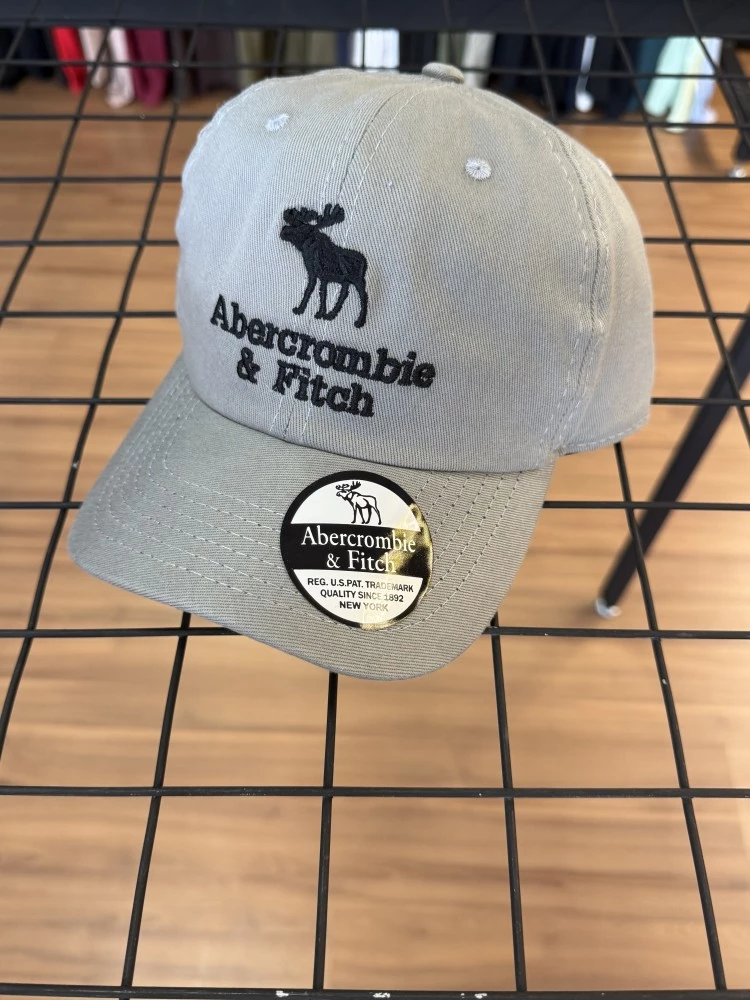 Abercrombie
& Fitch
Abercrombie
& Fitch
REG. U.S.PAT. TRADEMARK
QUALITY SINCE 1892
NEW YORK